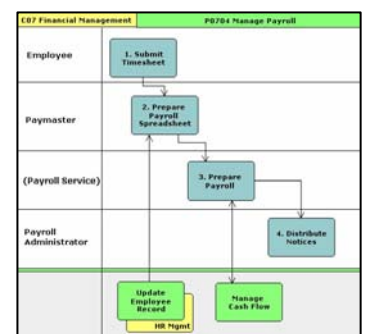 C07 Financial Management
P0704 Manage Payroll
Employee
1. Submit
Timesheet
Paymaster
2. Prepare
Payroll
Spreadsheet
(Payroll Service)
3. Prepare
Payroll
Payroll
Administrator
4. Distribute
Notices
Update
Employee
Record
HR Mgmt
Manage
Cash Flow